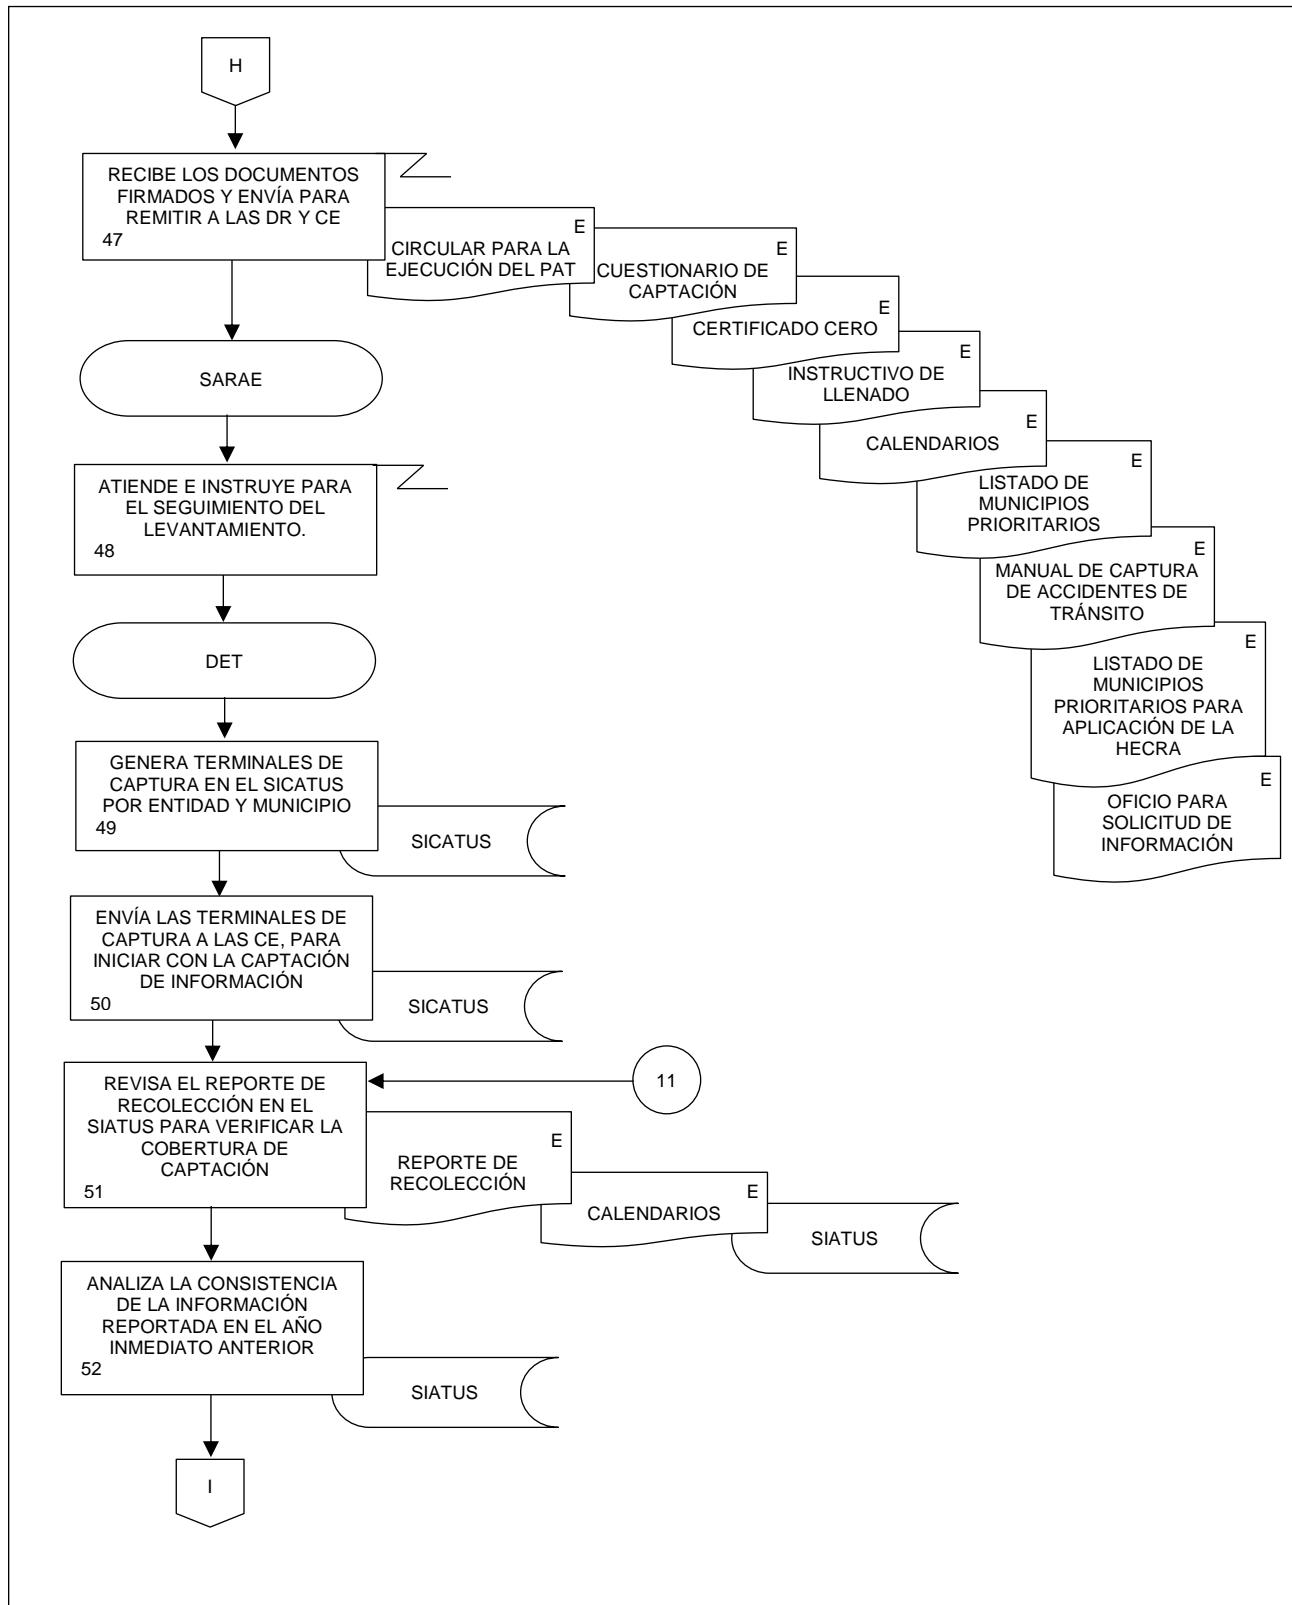 H
RECIBE LOS DOCUMENTOS
FIRMADOS Y ENVÍA PARA
REMITIR A LAS DR Y CE
47
E
CIRCULAR PARA LA
EJECUCIÓN DEL PAT
E
CUESTIONARIO DE
CAPTACIÓN
E
CERTIFICADO CERO
E
INSTRUCTIVO DE
LLENADO
E
CALENDARIOS
E
LISTADO DE
MUNICIPIOS
PRIORITARIOS
E
MANUAL DE CAPTURA
DE ACCIDENTES DE
TRÁNSITO
E
LISTADO DE
MUNICIPIOS
PRIORITARIOS PARA
APLICACIÓN DE LA
HECRA
E
OFICIO PARA
SOLICITUD DE
INFORMACIÓN
SARAE
ATIENDE E INSTRUYE PARA
EL SEGUIMIENTO DEL
LEVANTAMIENTO.
48
DET
GENERA TERMINALES DE
CAPTURA EN EL SICATUS
POR ENTIDAD Y MUNICIPIO
49
SICATUS
ENVÍA LAS TERMINALES DE
CAPTURA A LAS CE, PARA
INICIAR CON LA CAPTACIÓN
DE INFORMACIÓN
50
SICATUS
REVISA EL REPORTE DE
RECOLECCIÓN EN EL
SIATUS PARA VERIFICAR LA
COBERTURA DE
CAPTACIÓN
51
11
E
REPORTE DE
RECOLECCIÓN
E
CALENDARIOS
SIATUS
ANALIZA LA CONSISTENCIA
DE LA INFORMACIÓN
REPORTADA EN EL AÑO
INMEDIATO ANTERIOR
52
SIATUS
I